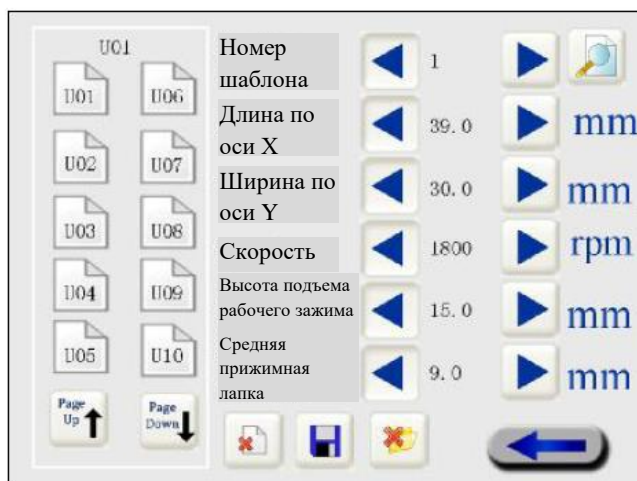 U01
U01 U06
U02 U07
U03 U08
U04 U09
U05 U10
Page Up
Page Down
Номер
шаблона
1
Длина по
оси X
39.0 mm
Ширина по
оси Y
30.0 mm
Скорость 1800 rpm
Высота подъема
рабочего зажима
15.0 mm
Средняя
прижимная
лапка
9.0 mm